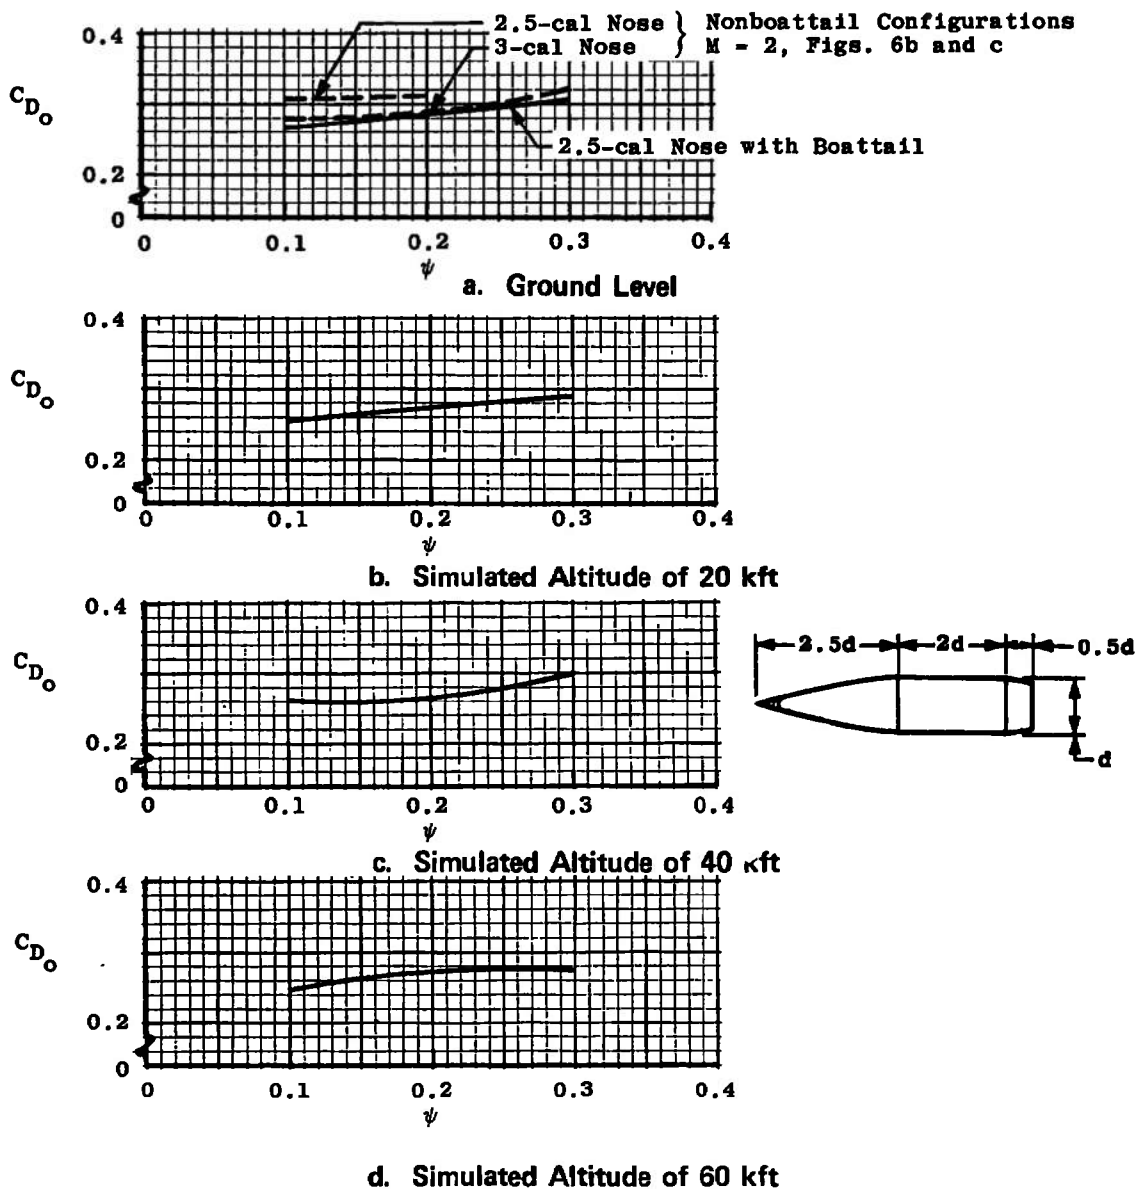 2.5-cal Nose } Nonboattail Configurations
3-cal Nose } M = 2, Figs. 6b and c
0.4
C_D_o
2.5-cal Nose with Boattail
0.2
0
0 0.1 0.2 0.3 0.4
ψ
a. Ground Level
0.4
C_D_o
0.2
0
0 0.1 0.2 0.3 0.4
ψ
b. Simulated Altitude of 20 kft
0.4
C_D_o
0.2
0
0 0.1 0.2 0.3 0.4
ψ
2.5d 2d 0.5d
d
c. Simulated Altitude of 40 kft
0.4
C_D_o
0.2
0
0 0.1 0.2 0.3 0.4
ψ
d. Simulated Altitude of 60 kft